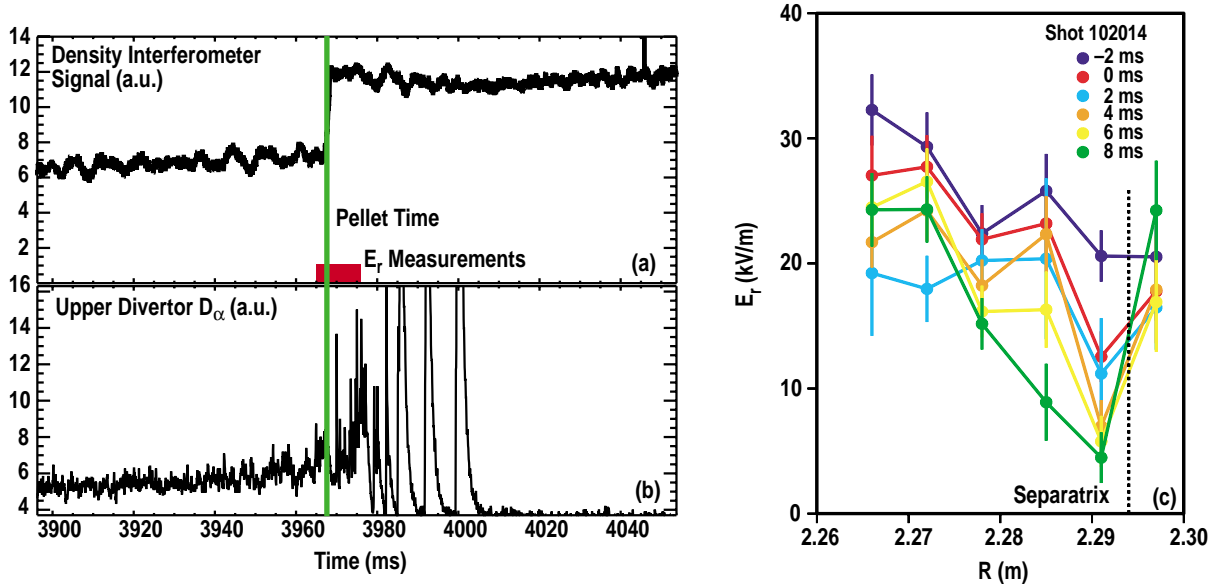 14
12
10
8
6
4
2
Density Interferometer
Signal (a.u.)
Pellet Time
E_r Measurements
(a)
16
14
12
10
8
6
4
Upper Divertor D_α (a.u.)
(b)
3900
3920
3940
3960
3980
4000
4020
4040
Time (ms)
40
30
20
10
0
E_r (kV/m)
Shot 102014
–2 ms
0 ms
2 ms
4 ms
6 ms
8 ms
Separatrix
(c)
2.26
2.27
2.28
2.29
2.30
R (m)